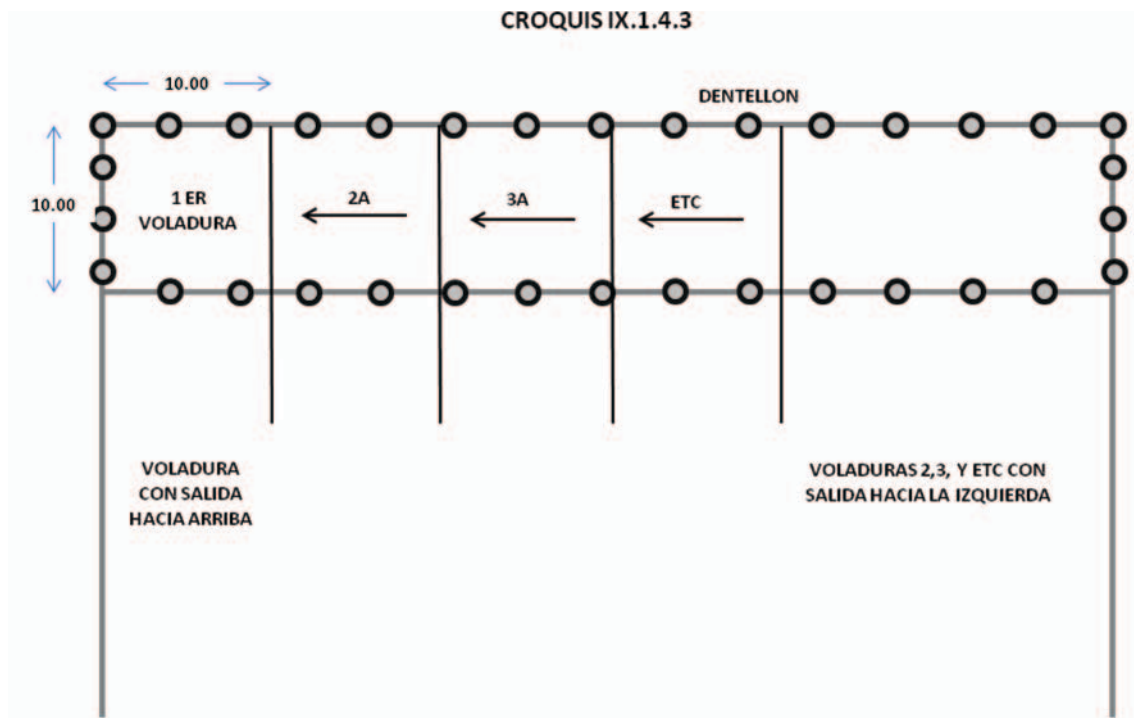 CROQUIS IX.1.4.3
10.00
DENTELLON
10.00
1 ER
VOLADURA
2A
3A
ETC
VOLADURA
CON SALIDA
HACIA ARRIBA
VOLADURAS 2,3, Y ETC CON
SALIDA HACIA LA IZQUIERDA